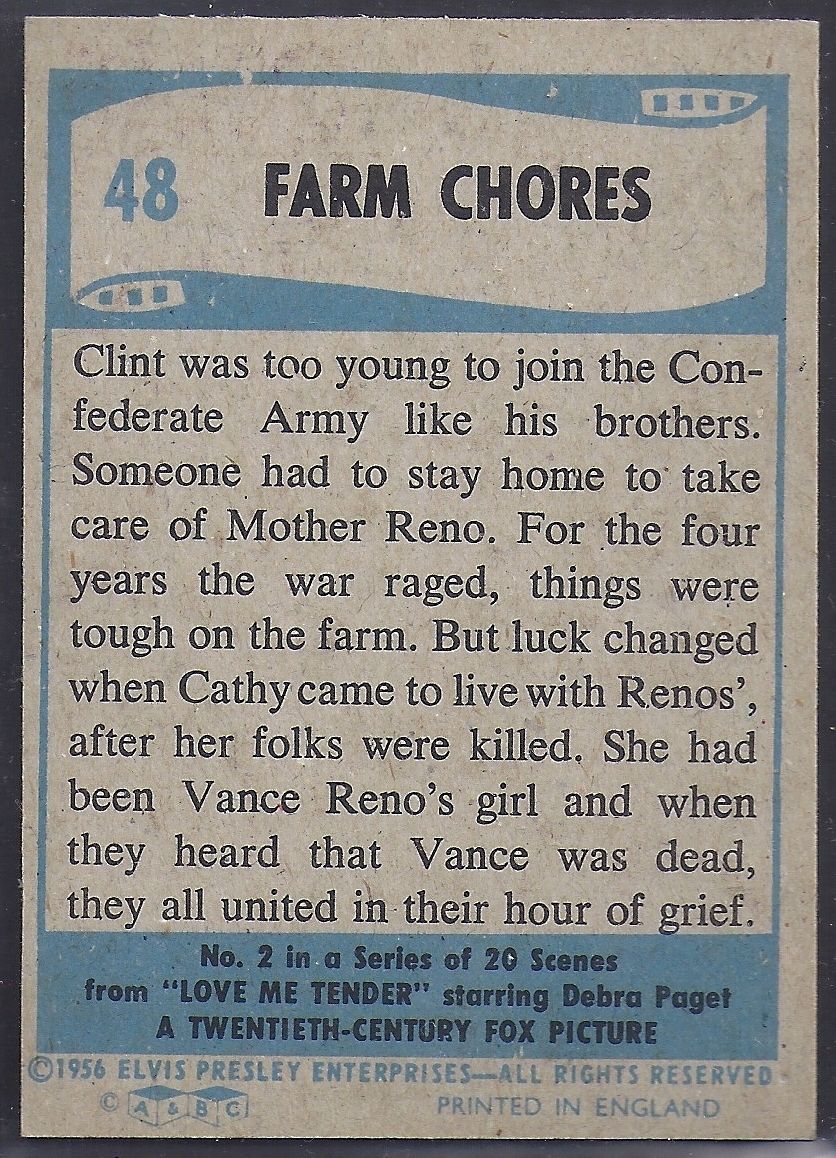 48 FARM CHORES
Clint was too young to join the Con-
federate Army like his brothers.
Someone had to stay home to take
care of Mother Reno. For the four
years the war raged, things were
tough on the farm. But luck changed
when Cathy came to live with Renos’,
after her folks were killed. She had
been Vance Reno’s girl and when
they heard that Vance was dead,
they all united in their hour of grief.
No. 2 in a Series of 20 Scenes
from "LOVE ME TENDER" starring Debra Paget
A TWENTIETH-CENTURY FOX PICTURE
©1956 ELVIS PRESLEY ENTERPRISES—ALL RIGHTS RESERVED
© A & B C PRINTED IN ENGLAND